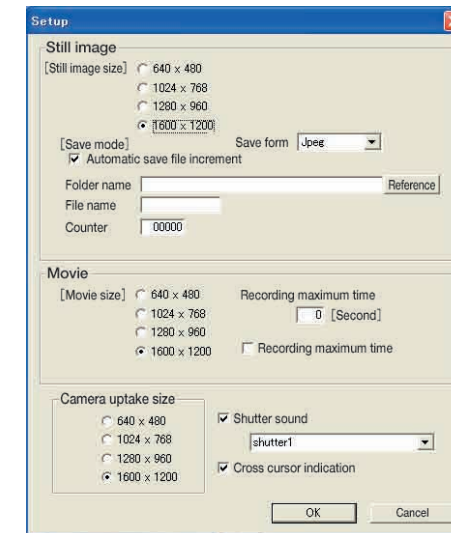 Setup
Still image
[Still image size] 640 x 480
1024 x 768
1280 x 960
1600 x 1200
[Save mode] Save form Jpeg
Automatic save file increment
Folder name Reference
File name
Counter 00000
Movie
[Movie size] 640 x 480 Recording maximum time
1024 x 768 0 [Second]
1280 x 960
1600 x 1200 Recording maximum time
Camera uptake size
640 x 480 Shutter sound
1024 x 768 shutter1
1280 x 960 Cross cursor indication
1600 x 1200
OK Cancel